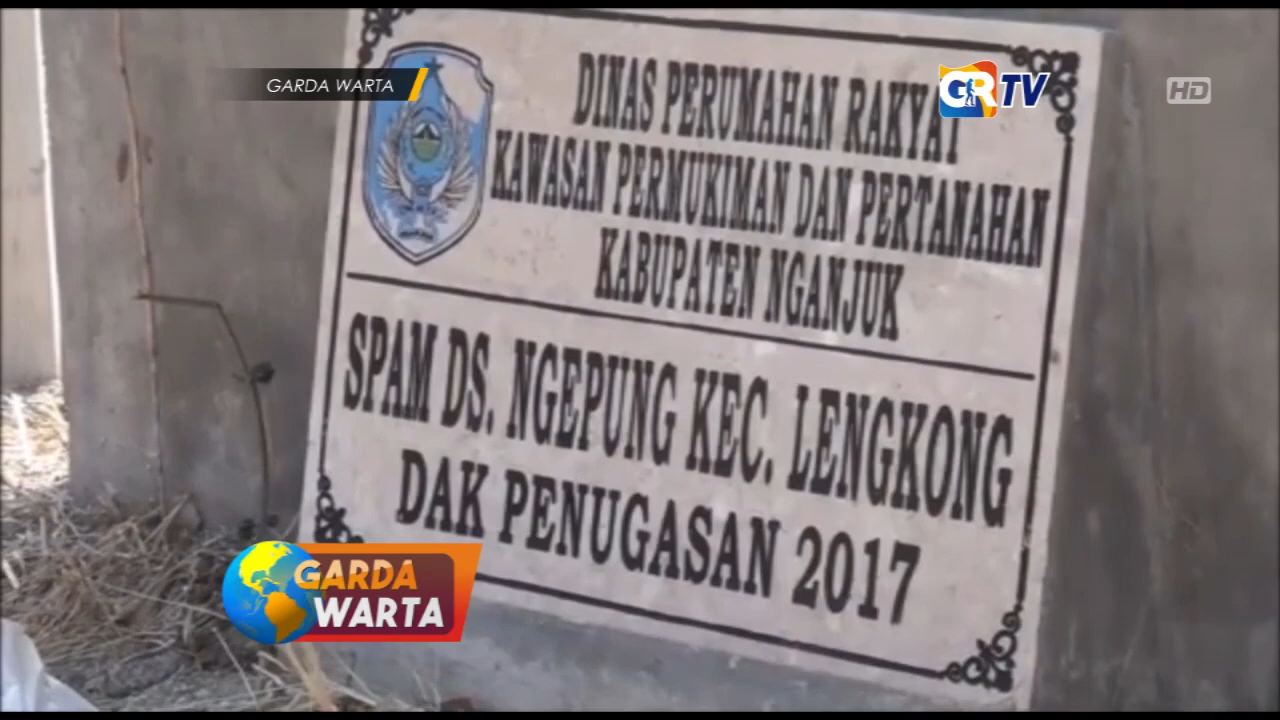 GARDA WARTA
GRTV
HD
DINAS PERUMAHAN RAKYAT
KAWASAN PERMUKIMAN DAN PERTANAHAN
KABUPATEN NGANJUK
SPAM DS. NGEPUNG KEC. LENGKONG
DAK PENUGASAN 2017
GARDA
WARTA